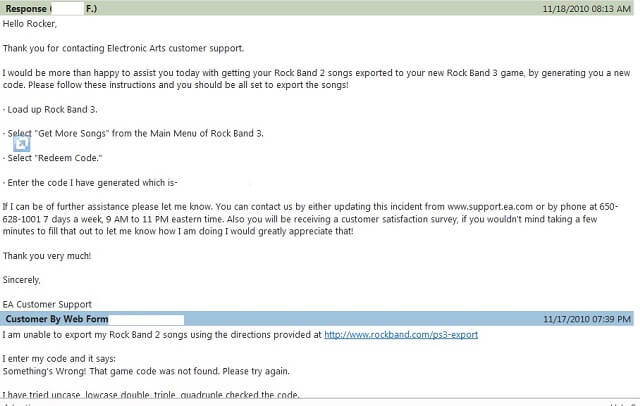 Response ( F.) 11/18/2010 08:13 AM
Hello Rocker,
Thank you for contacting Electronic Arts customer support.
I would be more than happy to assist you today with getting your Rock Band 2 songs exported to your new Rock Band 3 game, by generating you a new
code. Please follow these instructions and you should be all set to export the songs!
· Load up Rock Band 3.
· Select "Get More Songs" from the Main Menu of Rock Band 3.
· Select "Redeem Code."
· Enter the code I have generated which is-
If I can be of further assistance please let me know. You can contact us by either updating this incident from www.support.ea.com or by phone at 650-
628-1001 7 days a week, 9 AM to 11 PM eastern time. Also you will be receiving a customer satisfaction survey, if you wouldn't mind taking a few
minutes to fill that out to let me know how I am doing I would greatly appreciate that!
Thank you very much!
Sincerely,
EA Customer Support
Customer By Web Form 11/17/2010 07:39 PM
I am unable to export my Rock Band 2 songs using the directions provided at http://www.rockband.com/ps3-export
I enter my code and it says:
Something's Wrong! That game code was not found. Please try again.
I have tried upcase, lowcase double, triple, quadruple checked the code.